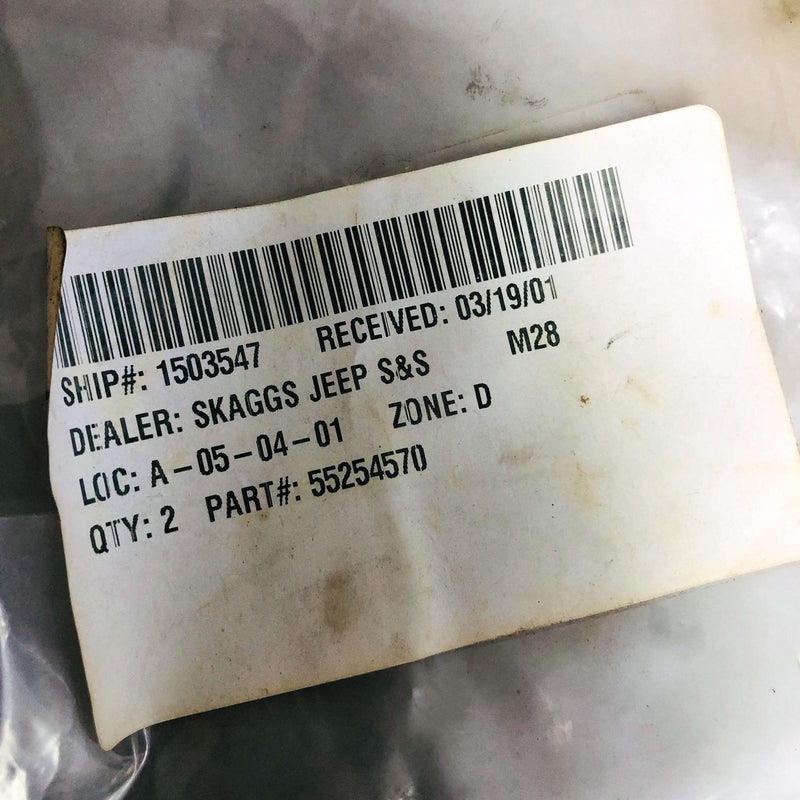 SHIP#: 1503547 RECEIVED: 03/19/01
DEALER: SKAGGS JEEP S&S M28
LOC: A-05-04-01 ZONE: D
QTY: 2 PART#: 55254570